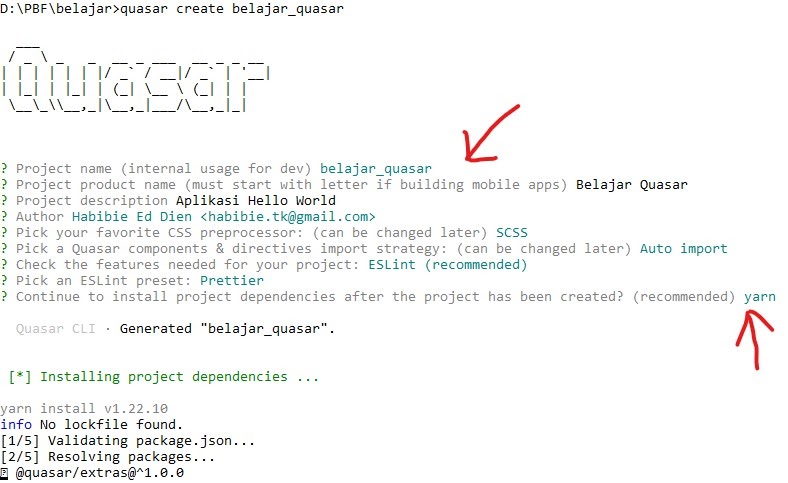 D:\PBF\belajar>quasar create belajar_quasar
Quasar
? Project name (internal usage for dev) belajar_quasar
? Project product name (must start with letter if building mobile apps) Belajar Quasar
? Project description Aplikasi Hello World
? Author Habibie Ed Dien <habibie.tk@gmail.com>
? Pick your favorite CSS preprocessor: (can be changed later) SCSS
? Pick a Quasar components & directives import strategy: (can be changed later) Auto import
? Check the features needed for your project: ESLint (recommended)
? Pick an ESLint preset: Prettier
? Continue to install project dependencies after the project has been created? (recommended) yarn
Quasar CLI · Generated "belajar_quasar".
[*] Installing project dependencies ...
yarn install v1.22.10
info No lockfile found.
[1/5] Validating package.json...
[2/5] Resolving packages...
@quasar/extras@^1.0.0